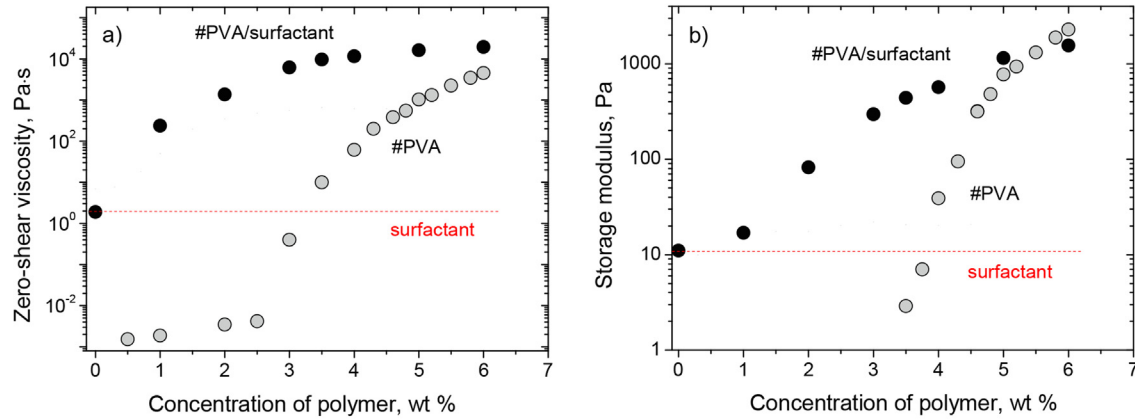 a)
#PVA/surfactant
#PVA
surfactant
Zero-shear viscosity, Pa·s
10^4
10^2
10^0
10^-2
0 1 2 3 4 5 6 7
Concentration of polymer, wt %
b)
#PVA/surfactant
#PVA
surfactant
Storage modulus, Pa
1000
100
10
1
0 1 2 3 4 5 6 7
Concentration of polymer, wt %